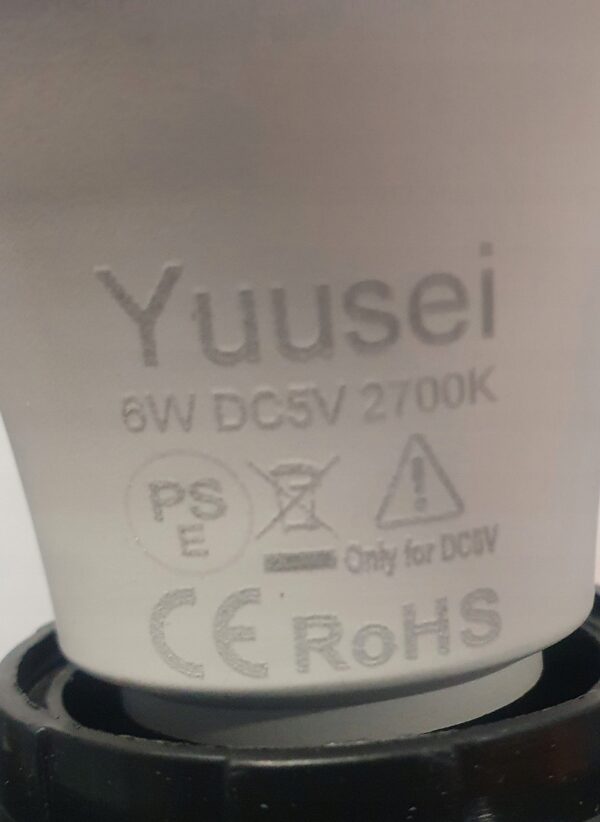 Yuusei
6W DC5V 2700K
PS
E
Only for DC5V
CE RoHS